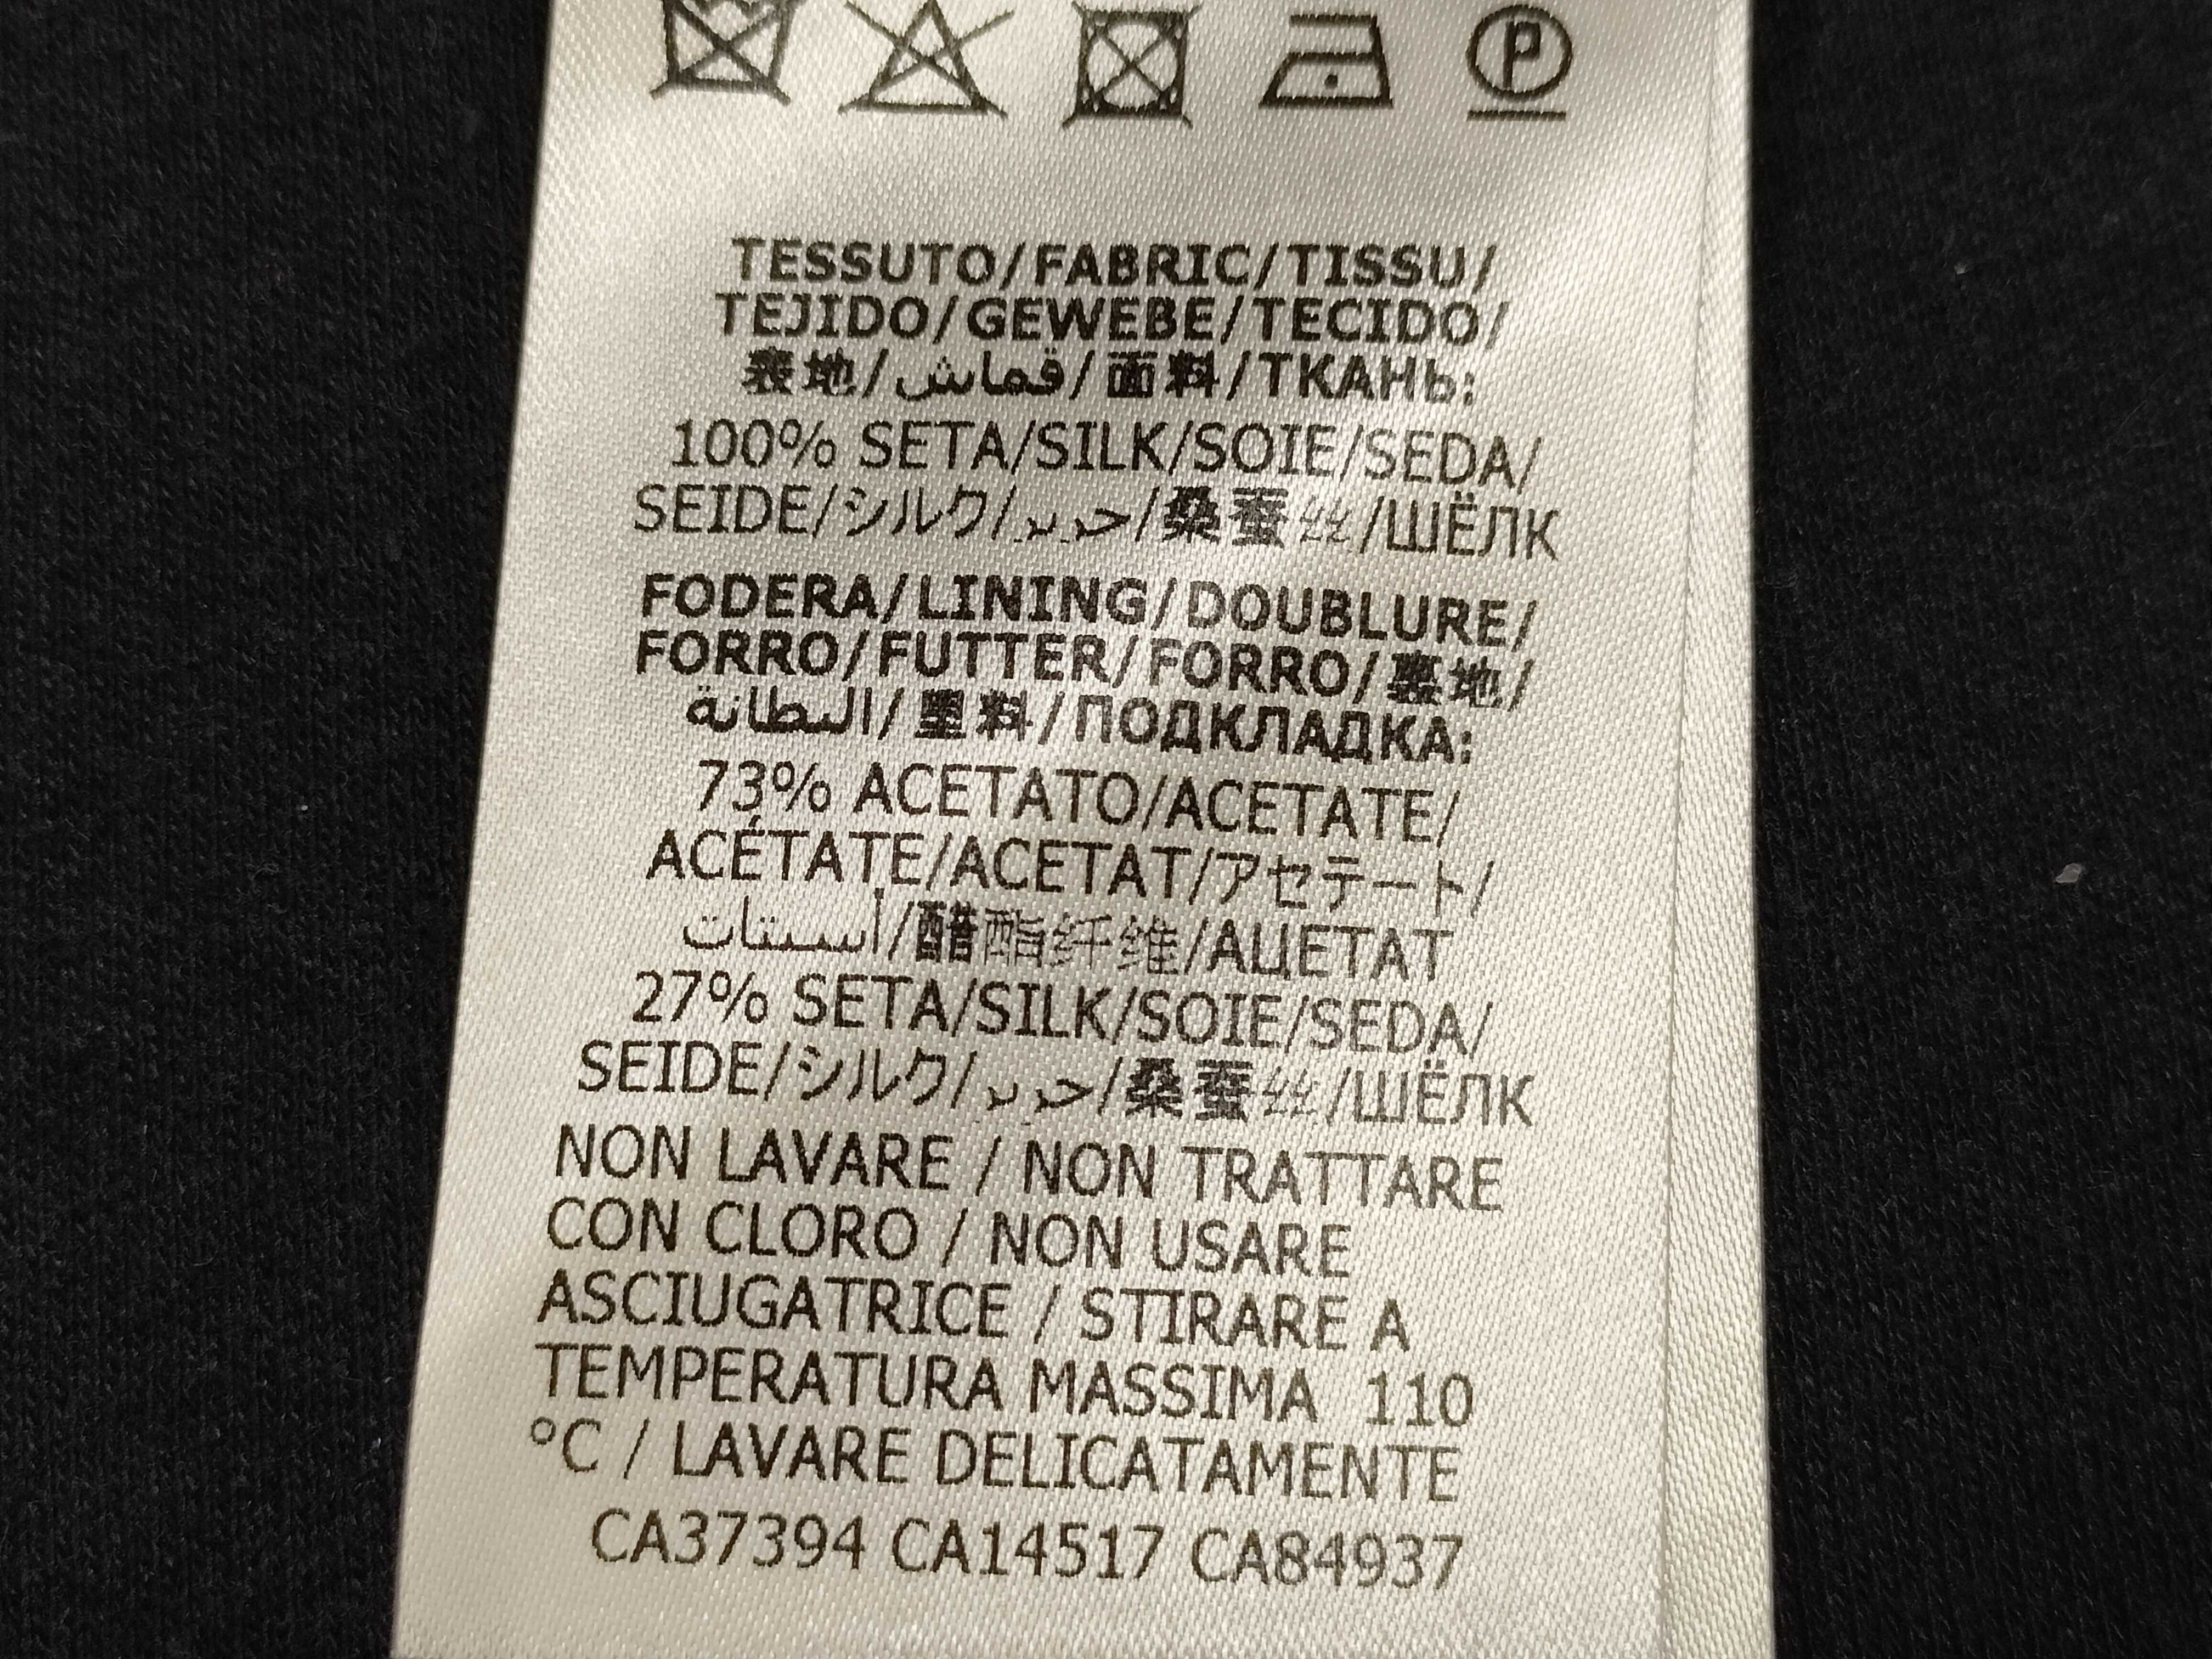 TESSUTO/FABRIC/TISSU/
TEJIDO/GEWEBE/TECIDO/
表地/قماش/面料/ТКАНЬ:
100% SETA/SILK/SOIE/SEDA/
SEIDE/シルク/حرير/桑蚕丝/ШЁЛК
FODERA/LINING/DOUBLURE/
FORRO/FUTTER/FORRO/裏地/
البطانة/里料/ПОДКЛАДКА:
73% ACETATO/ACETATE/
ACÉTATE/ACETAT/アセテート/
أسيتات/醋酯纤维/АЦЕТАТ
27% SETA/SILK/SOIE/SEDA/
SEIDE/シルク/حرير/桑蚕丝/ШЁЛК
NON LAVARE / NON TRATTARE
CON CLORO / NON USARE
ASCIUGATRICE / STIRARE A
TEMPERATURA MASSIMA 110
°C / LAVARE DELICATAMENTE
CA37394 CA14517 CA84937
P